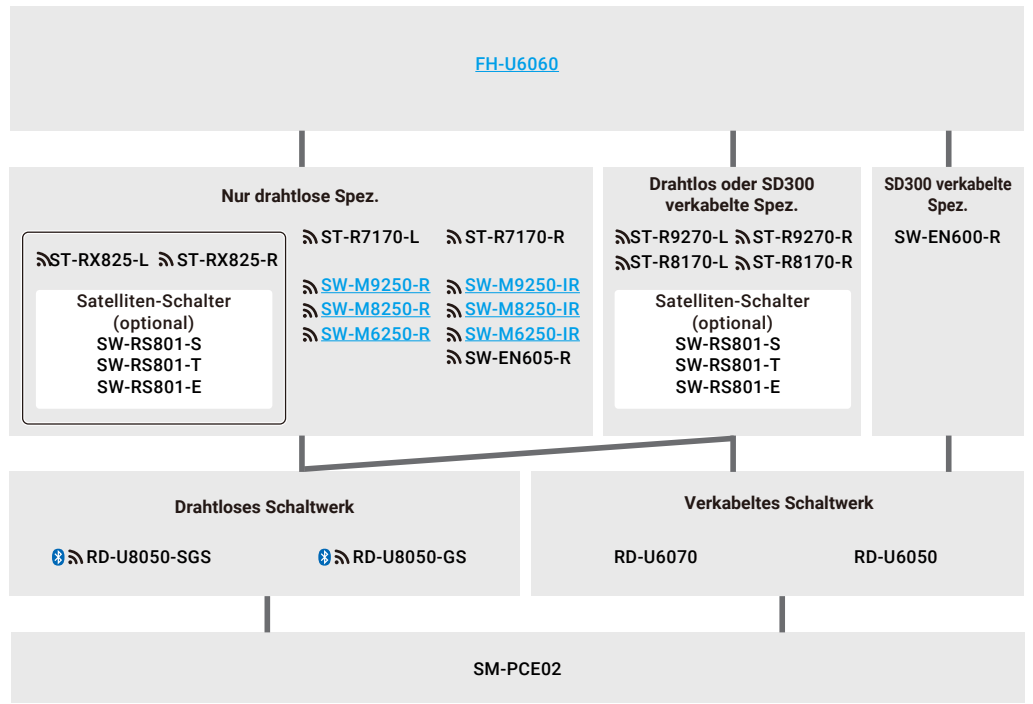 FH-U6060
Nur drahtlose Spez.
ST-RX825-L ST-RX825-R
Satelliten-Schalter
(optional)
SW-RS801-S
SW-RS801-T
SW-RS801-E
ST-R7170-L ST-R7170-R
SW-M9250-R SW-M9250-IR
SW-M8250-R SW-M8250-IR
SW-M6250-R SW-M6250-IR
SW-EN605-R
Drahtlos oder SD300
verkabelte Spez.
ST-R9270-L ST-R9270-R
ST-R8170-L ST-R8170-R
Satelliten-Schalter
(optional)
SW-RS801-S
SW-RS801-T
SW-RS801-E
SD300 verkabelte
Spez.
SW-EN600-R
Drahtloses Schaltwerk
RD-U8050-SGS RD-U8050-GS
Verkabeltes Schaltwerk
RD-U6070 RD-U6050
SM-PCE02